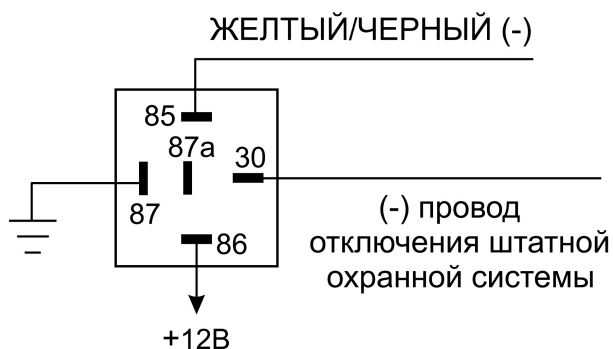 ЖЕЛТЫЙ/ЧЕРНЫЙ (-)
85
87a
30
87
86
(-) провод
отключения штатной
охранной системы
+12В